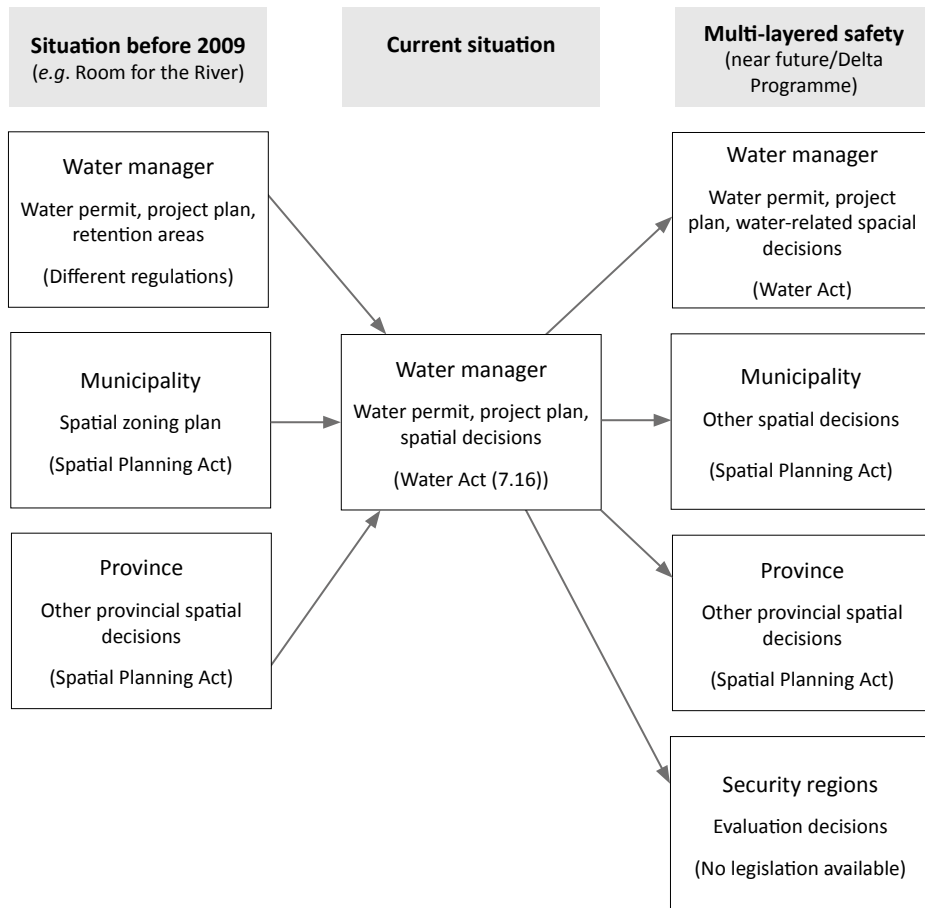 Situation before 2009
(e.g. Room for the River)
Current situation
Multi-layered safety
(near future/Delta
Programme)
Water manager
Water permit, project plan,
retention areas
(Different regulations)
Municipality
Spatial zoning plan
(Spatial Planning Act)
Province
Other provincial spatial
decisions
(Spatial Planning Act)
Water manager
Water permit, project plan,
spatial decisions
(Water Act (7.16))
Water manager
Water permit, project
plan, water-related spacial
decisions
(Water Act)
Municipality
Other spatial decisions
(Spatial Planning Act)
Province
Other provincial spatial
decisions
(Spatial Planning Act)
Security regions
Evaluation decisions
(No legislation available)